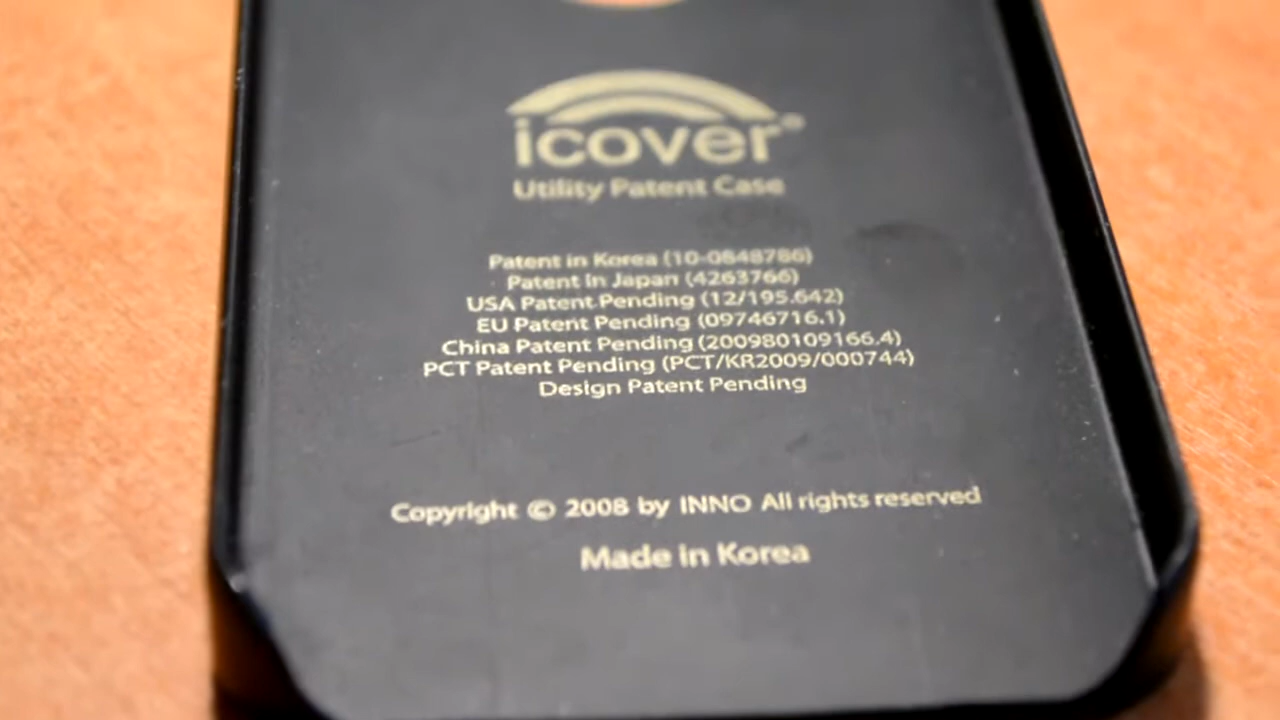 icover®
Utility Patent Case
Patent in Korea (10-0848786)
Patent In Japan (4263766)
USA Patent Pending (12/195.642)
EU Patent Pending (09746716.1)
China Patent Pending (200980109166.4)
PCT Patent Pending (PCT/KR2009/000744)
Design Patent Pending
Copyright © 2008 by INNO All rights reserved
Made in Korea